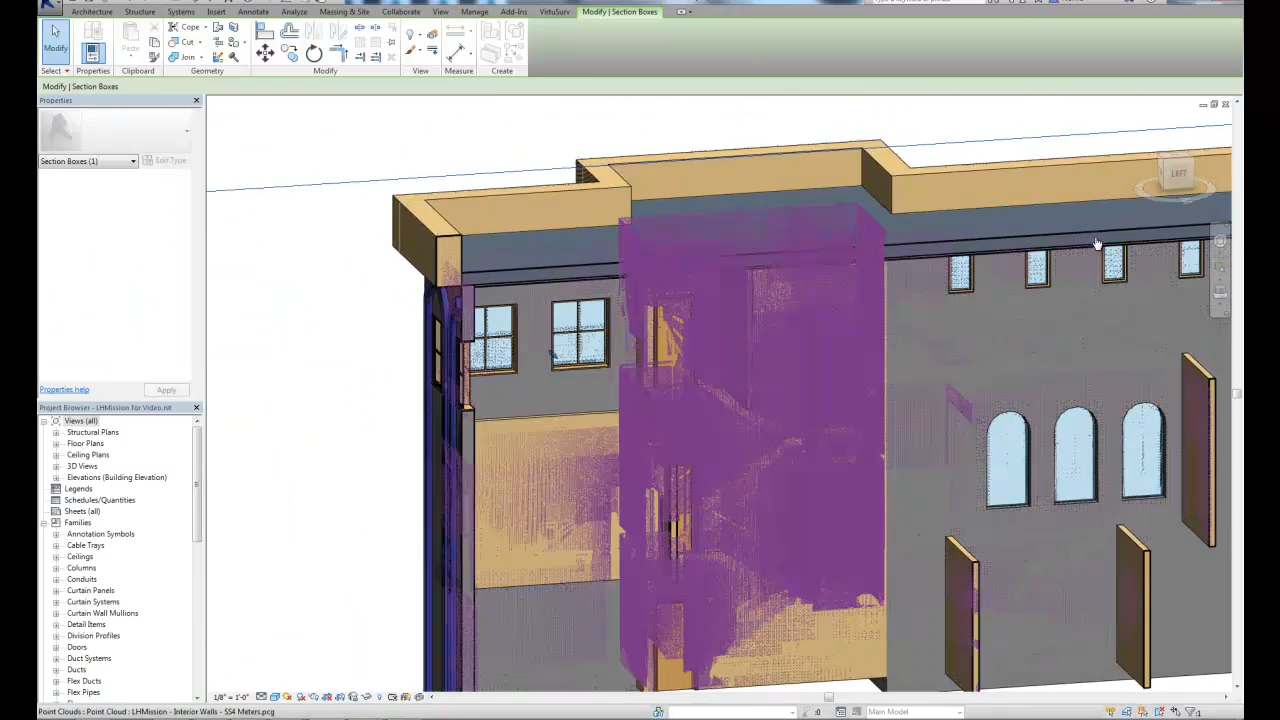 Architecture Structure Systems Insert Annotate Analyze Massing & Site Collaborate View Manage Add-Ins VirtuSurv Modify | Section Boxes
Modify
Paste
Cope
Cut
Join
Select Properties Clipboard Geometry Modify View Measure Create
Modify | Section Boxes
Properties
Section Boxes (1) Edit Type
LEFT
Properties help Apply
Project Browser - LHMission for Video.rvt
Views (all)
Structural Plans
Floor Plans
Ceiling Plans
3D Views
Elevations (Building Elevation)
Legends
Schedules/Quantities
Sheets (all)
Families
Annotation Symbols
Cable Trays
Ceilings
Columns
Conduits
Curtain Panels
Curtain Systems
Curtain Wall Mullions
Detail Items
Division Profiles
Doors
Duct Systems
Ducts
Flex Ducts
Flex Pipes
1/8" = 1'-0"
Point Clouds : Point Cloud : LHMission - Interior Walls - SS4 Meters.pcg :0 Main Model :1